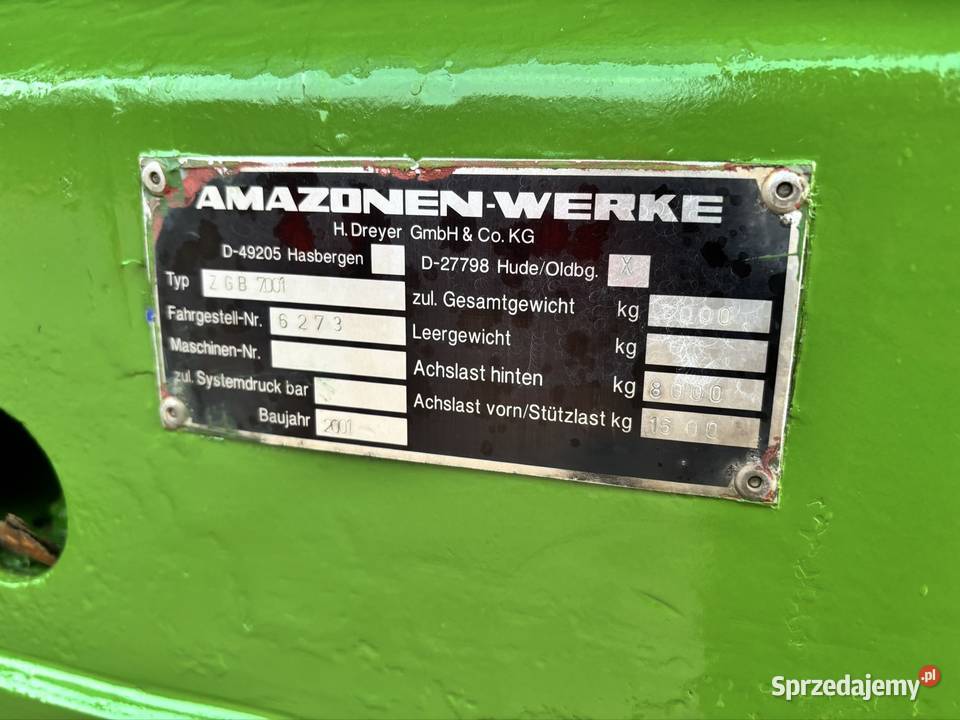 AMAZONEN-WERKE
H. Dreyer GmbH & Co. KG
D-49205 Hasbergen
D-27798 Hude/Oldbg. X
Typ ZGB 7001
Fahrgestell-Nr. 6273
Maschinen-Nr.
zul. Systemdruck bar
Baujahr 2001
zul. Gesamtgewicht kg
Leergewicht kg
Achslast hinten kg 8000
Achslast vorn/Stützlast kg 1500
Sprzedajemy.pl